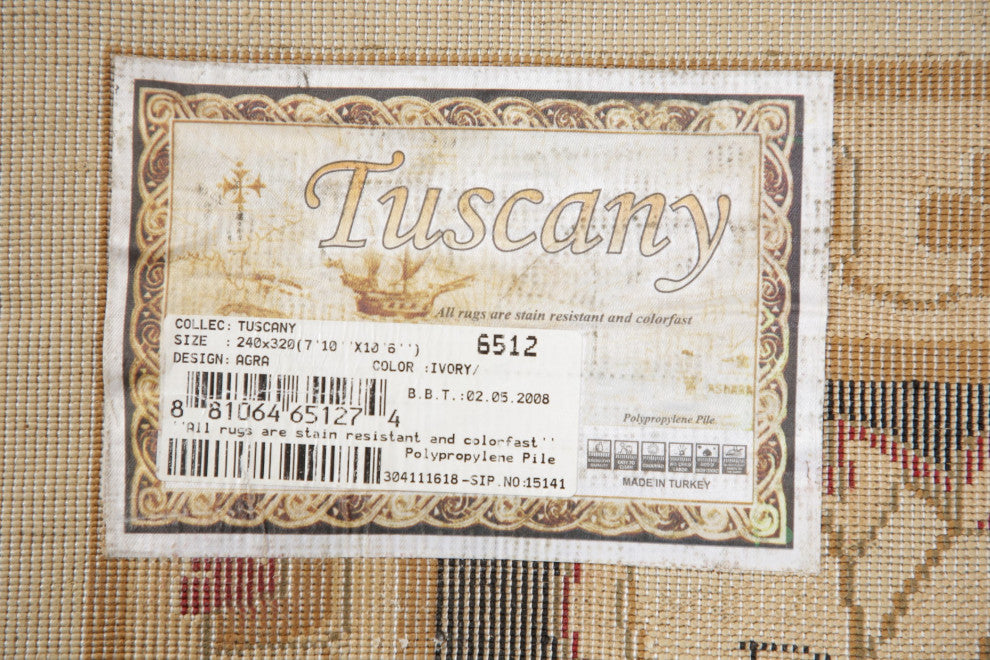 Tuscany
All rugs are stain resistant and colorfast
COLLEC: TUSCANY
SIZE : 240x320(7'10''X10'6'') 6512
DESIGN: AGRA COLOR :IVORY/
B.B.T.:02.05.2008
8 81064 65127 4
''All rugs are stain resistant and colorfast''
Polypropylene Pile
304111618-SIP.NO:15141
Polypropylene Pile
MADE IN TURKEY